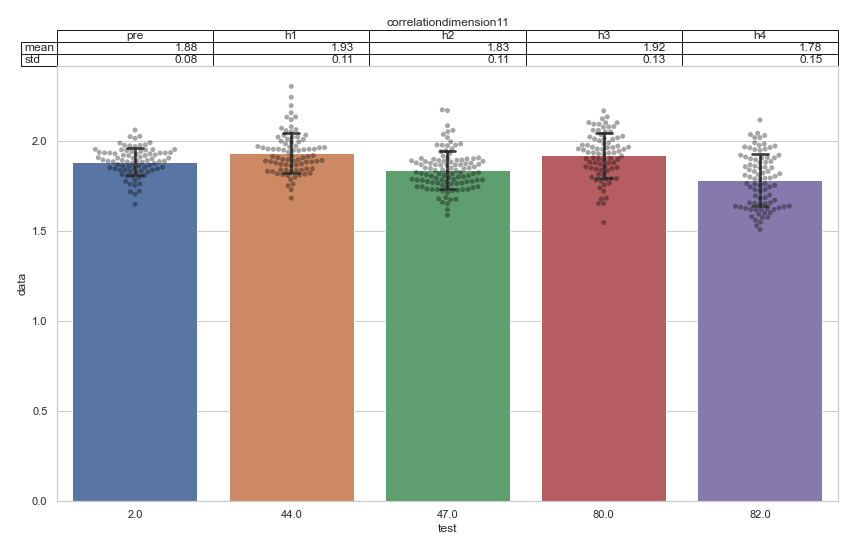 correlationdimension11
pre h1 h2 h3 h4
mean 1.88 1.93 1.83 1.92 1.78
std 0.08 0.11 0.11 0.13 0.15
2.0
1.5
1.0
0.5
0.0
data
2.0 44.0 47.0 80.0 82.0
test